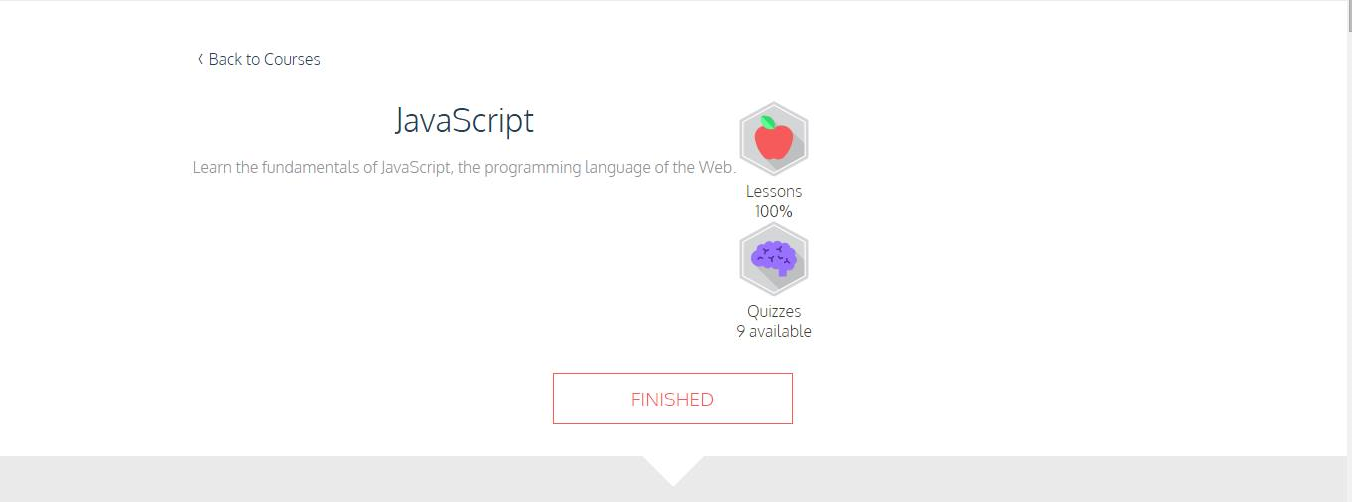 ‹ Back to Courses
JavaScript
Learn the fundamentals of JavaScript, the programming language of the Web.
Lessons
100%
Quizzes
9 available
FINISHED